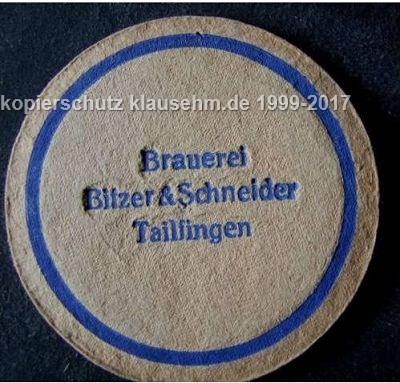 kopierschutz klausehm.de 1999-2017
Brauerei
Bitzer & Schneider
Tailfingen